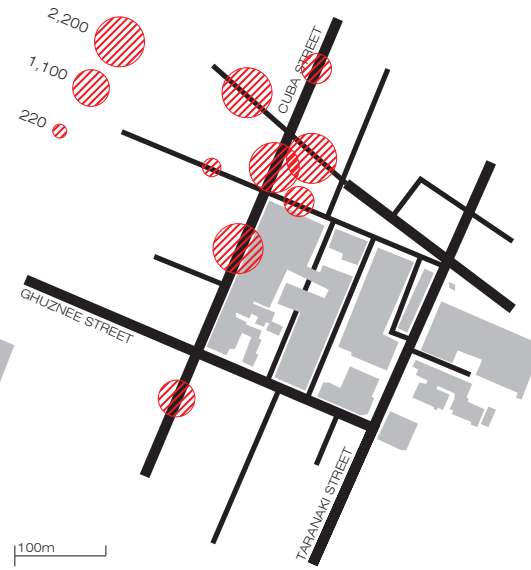 2,200
1,100
220
CUBA STREET
GHUZNEE STREET
TARANAKI STREET
100m